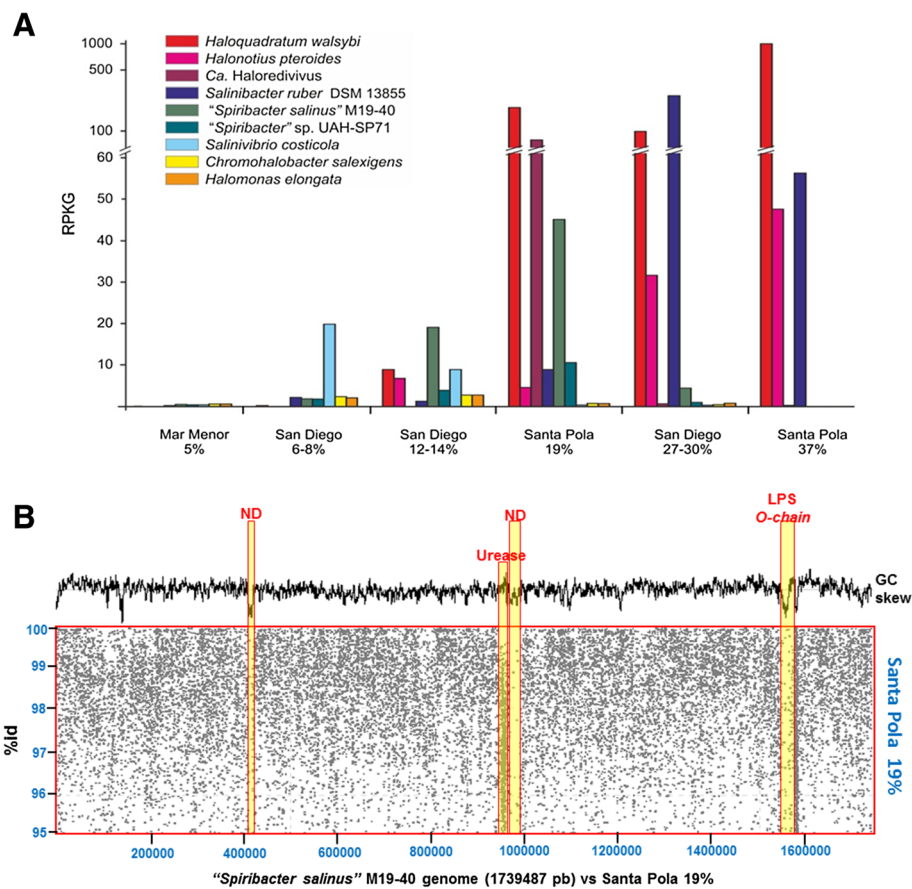 A
1000
500
100
60
50
40
30
20
10
RPKG
Haloquadratum walsybi
Halonotius pteroides
Ca. Haloredivivus
Salinibacter ruber DSM 13855
"Spiribacter salinus" M19-40
"Spiribacter" sp. UAH-SP71
Salinivibrio costicola
Chromohalobacter salexigens
Halomonas elongata
Mar Menor
5%
San Diego
6-8%
San Diego
12-14%
Santa Pola
19%
San Diego
27-30%
Santa Pola
37%
B
ND
Urease
ND
LPS
O-chain
GC
skew
100
99
98
97
96
95
%id
Santa Pola 19%
200000
400000
600000
800000
1000000
1200000
1400000
1600000
"Spiribacter salinus" M19-40 genome (1739487 pb) vs Santa Pola 19%